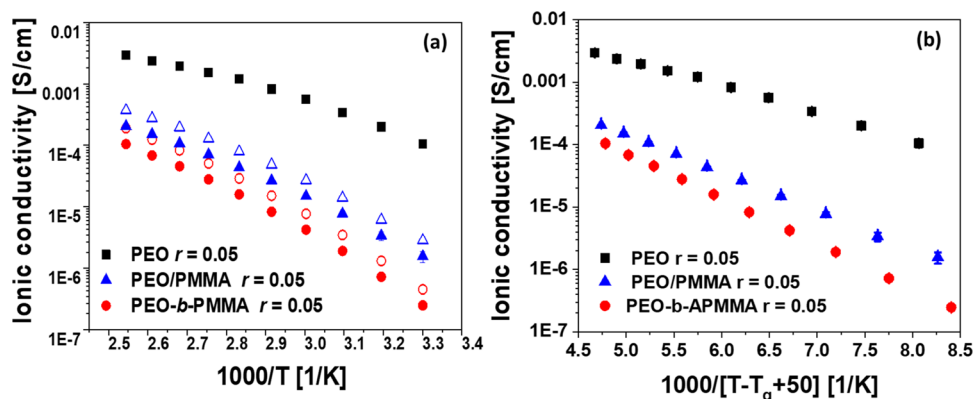 0.01
0.001
1E-4
1E-5
1E-6
1E-7
Ionic conductivity [S/cm]
(a)
PEO r = 0.05
PEO/PMMA r = 0.05
PEO-b-PMMA r = 0.05
2.5 2.6 2.7 2.8 2.9 3.0 3.1 3.2 3.3 3.4
1000/T [1/K]
0.01
0.001
1E-4
1E-5
1E-6
1E-7
Ionic conductivity [S/cm]
(b)
PEO r = 0.05
PEO/PMMA r = 0.05
PEO-b-APMMA r = 0.05
4.5 5.0 5.5 6.0 6.5 7.0 7.5 8.0 8.5
1000/[T-Tg+50] [1/K]